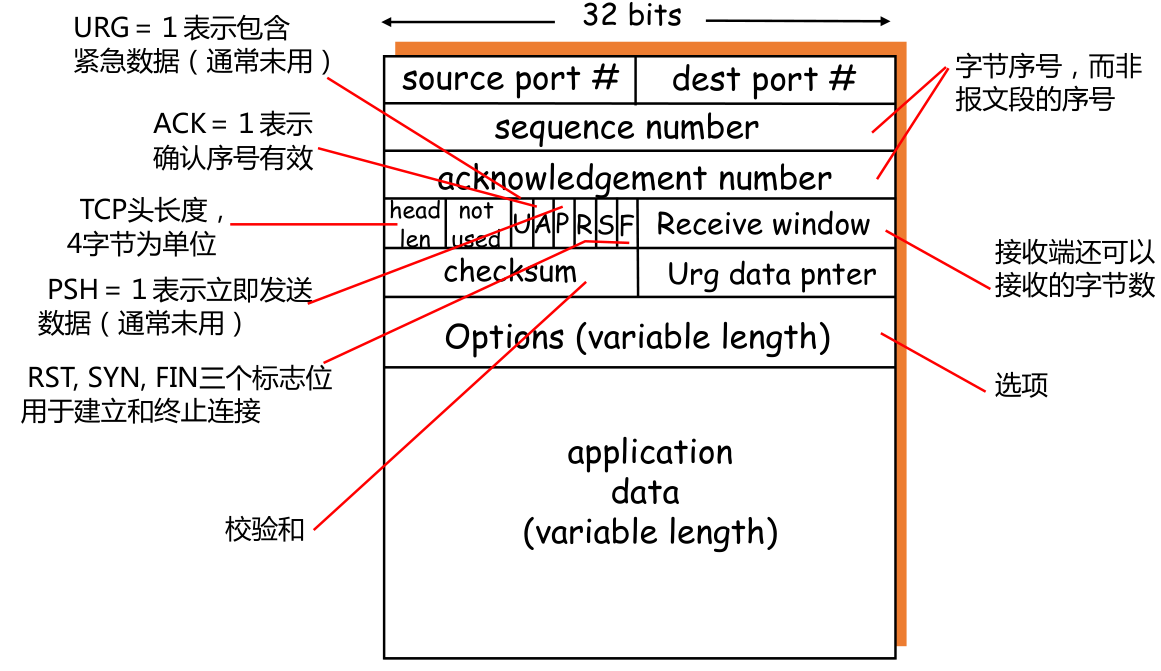 32 bits
URG = 1 表示包含
紧急数据（通常未用）
ACK = 1 表示
确认序号有效
TCP头长度，
4字节为单位
PSH = 1 表示立即发送
数据（通常未用）
RST, SYN, FIN三个标志位
用于建立和终止连接
校验和
source port #
dest port #
sequence number
acknowledgement number
head
len
not
used
U
A
P
R
S
F
Receive window
checksum
Urg data pnter
Options (variable length)
application
data
(variable length)
字节序号，而非
报文段的序号
接收端还可以
接收的字节数
选项